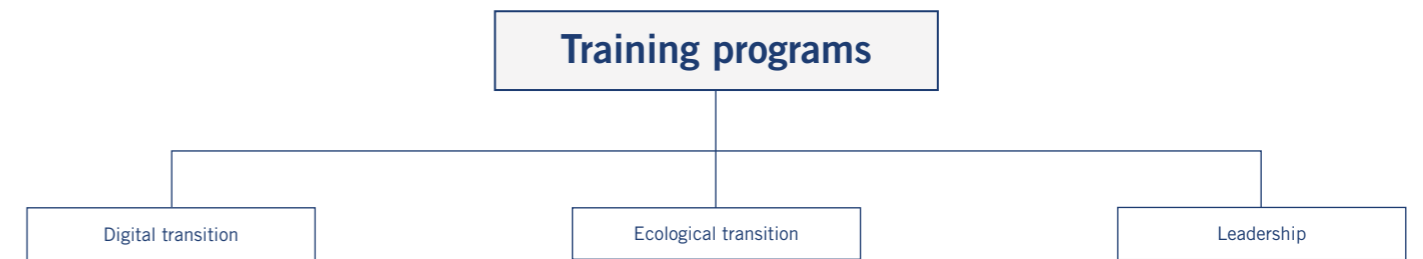 Training programs
Digital transition
Ecological transition
Leadership